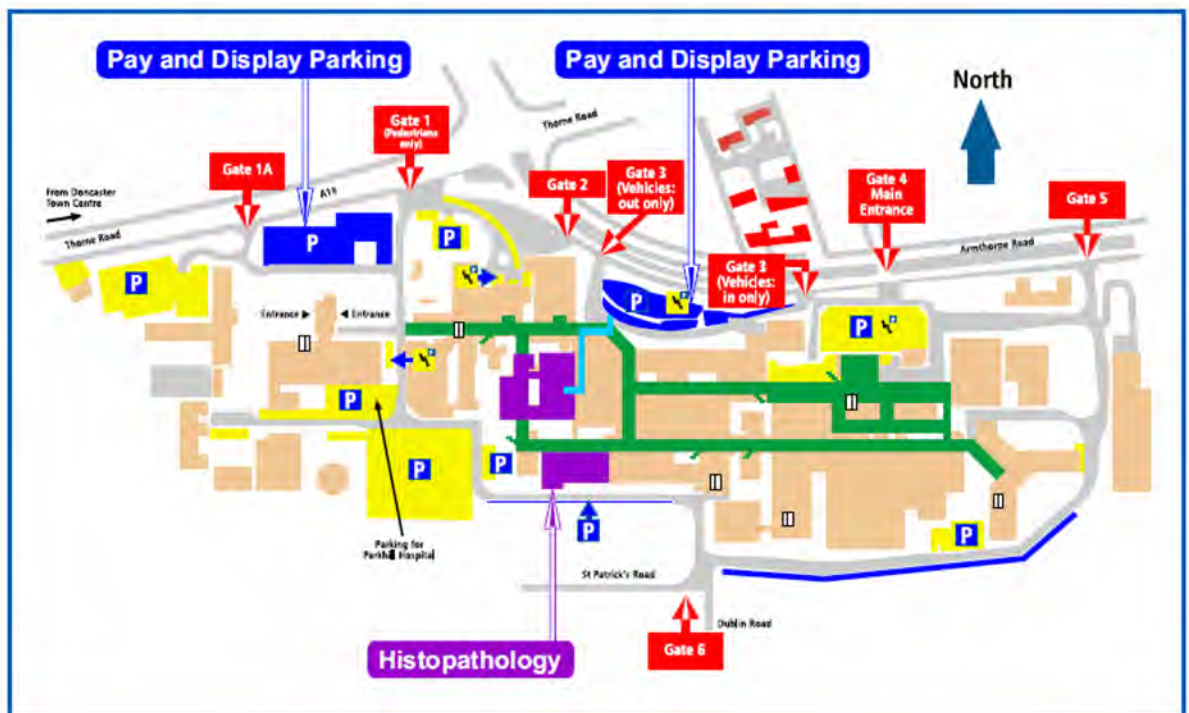 Pay and Display Parking
Pay and Display Parking
North
Gate 1
(Pedestrians
only)
Thorne Road
Gate 1A
Gate 2
Gate 3
(Vehicles:
out only)
Gate 4
Main
Entrance
Gate 5
From Doncaster
Town Centre
A18
Thorne Road
Armthorpe Road
Gate 3
(Vehicles:
in only)
P
P
P
P
P
Entrance
Entrance
P
P
P
P
P
Parking for
Parkhill Hospital
St Patrick's Road
Dublin Road
Gate 6
Histopathology